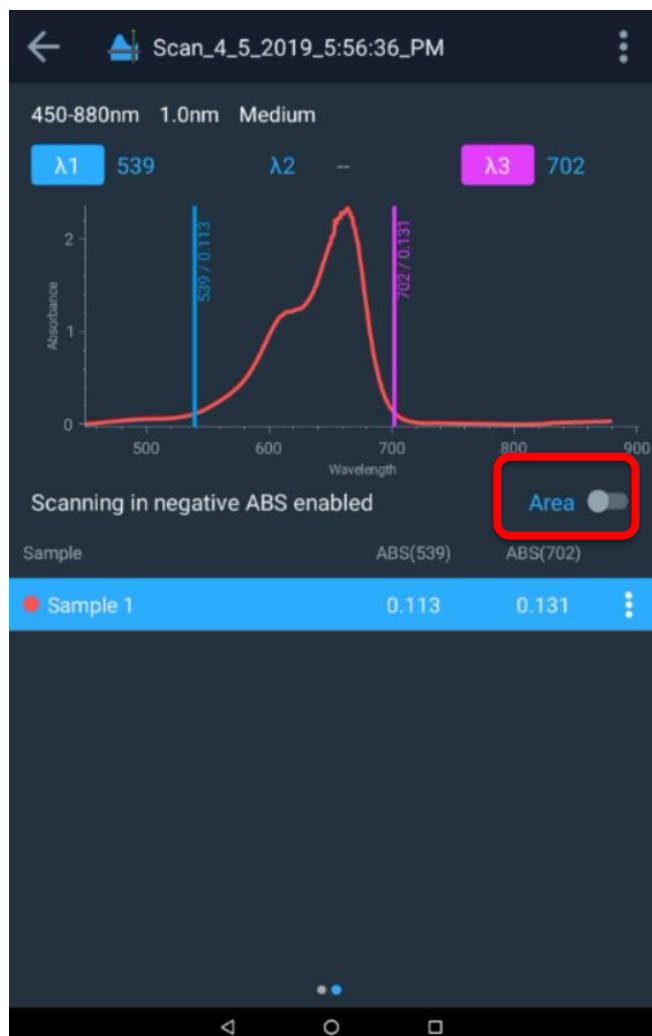 Scan_4_5_2019_5:56:36_PM
450-880nm 1.0nm Medium
λ1 539 λ2 -- λ3 702
Absorbance
2
1
0
539 / 0.113
702 / 0.131
500 600 700 800 900
Wavelength
Scanning in negative ABS enabled Area
Sample ABS(539) ABS(702)
Sample 1 0.113 0.131